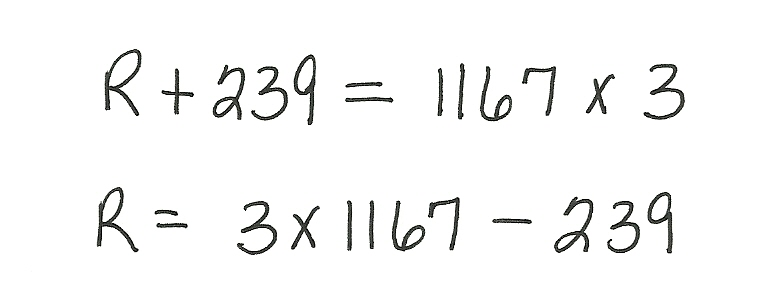 R + 239 = 1167 x 3
R = 3 x 1167 - 239